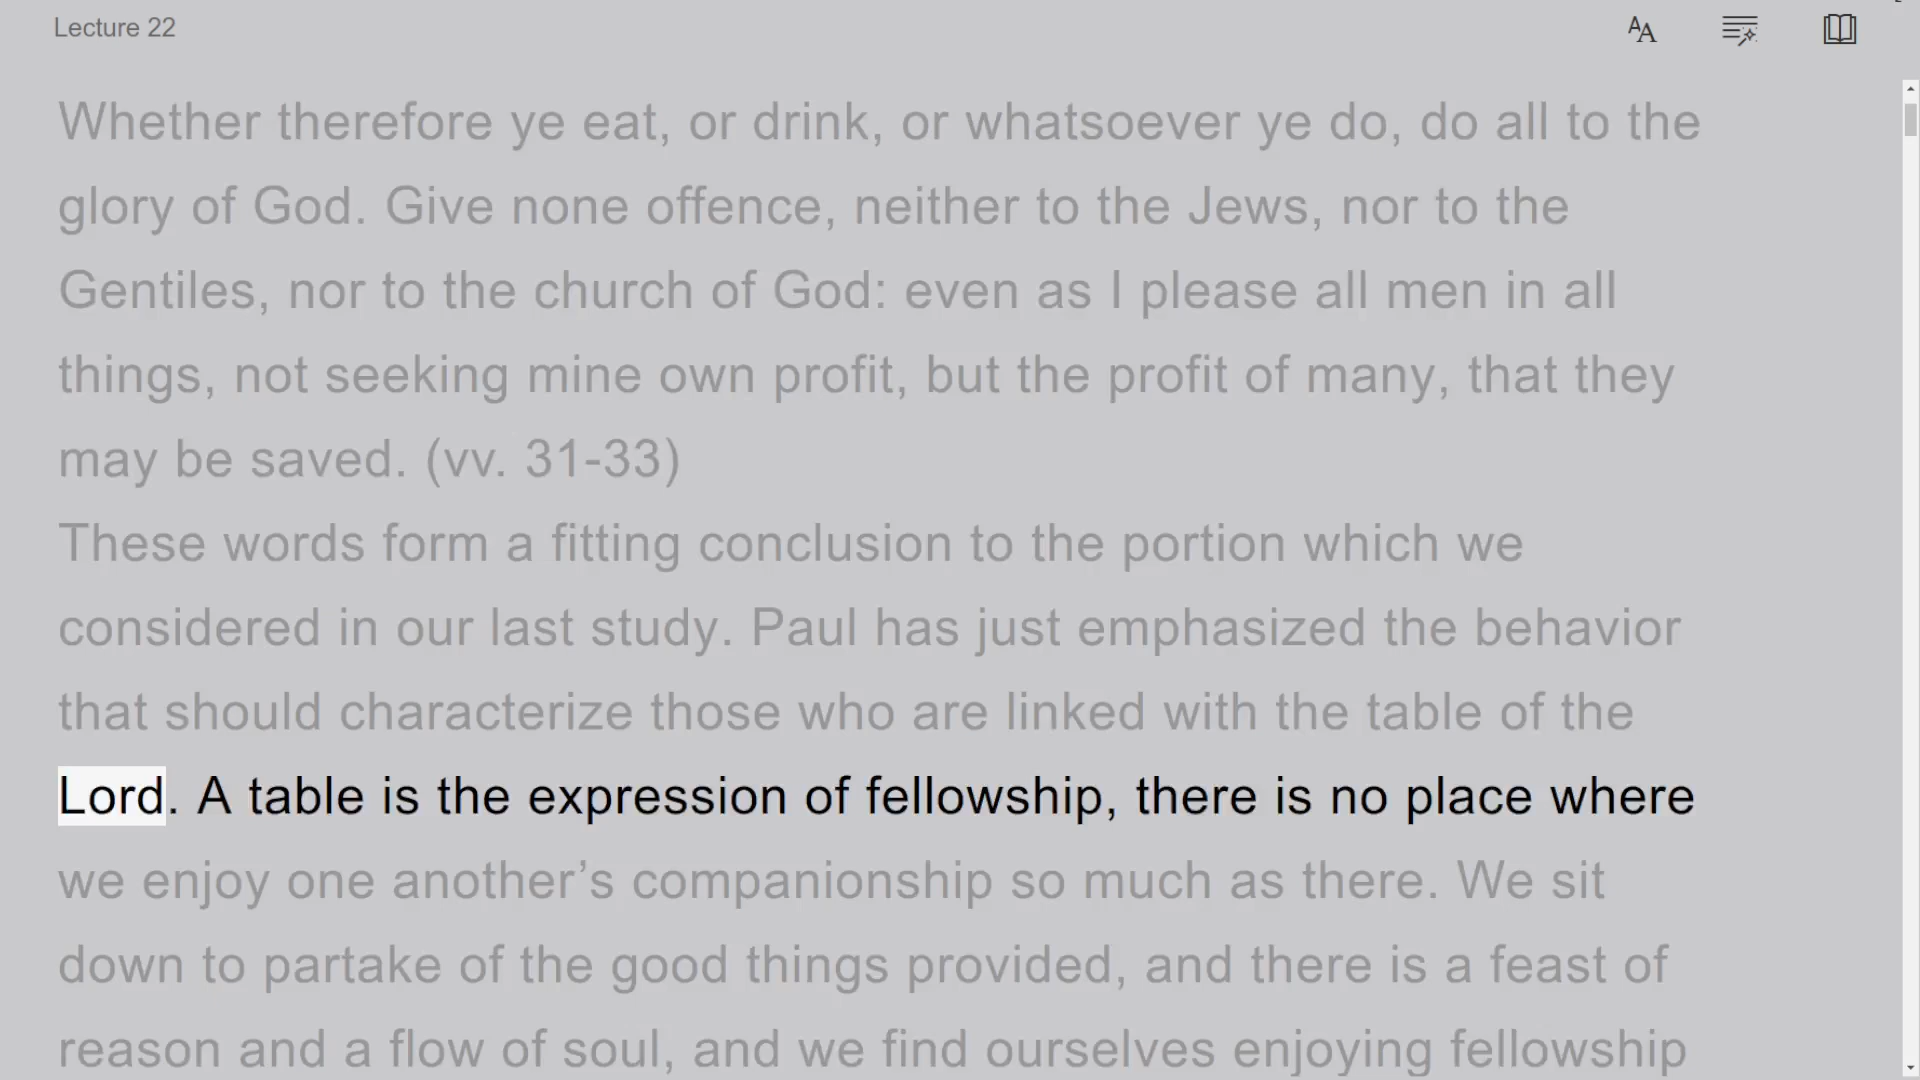 Lecture 22
Whether therefore ye eat, or drink, or whatsoever ye do, do all to the
glory of God. Give none offence, neither to the Jews, nor to the
Gentiles, nor to the church of God: even as I please all men in all
things, not seeking mine own profit, but the profit of many, that they
may be saved. (vv. 31-33)
These words form a fitting conclusion to the portion which we
considered in our last study. Paul has just emphasized the behavior
that should characterize those who are linked with the table of the
Lord. A table is the expression of fellowship, there is no place where
we enjoy one another’s companionship so much as there. We sit
down to partake of the good things provided, and there is a feast of
reason and a flow of soul, and we find ourselves enjoying fellowship